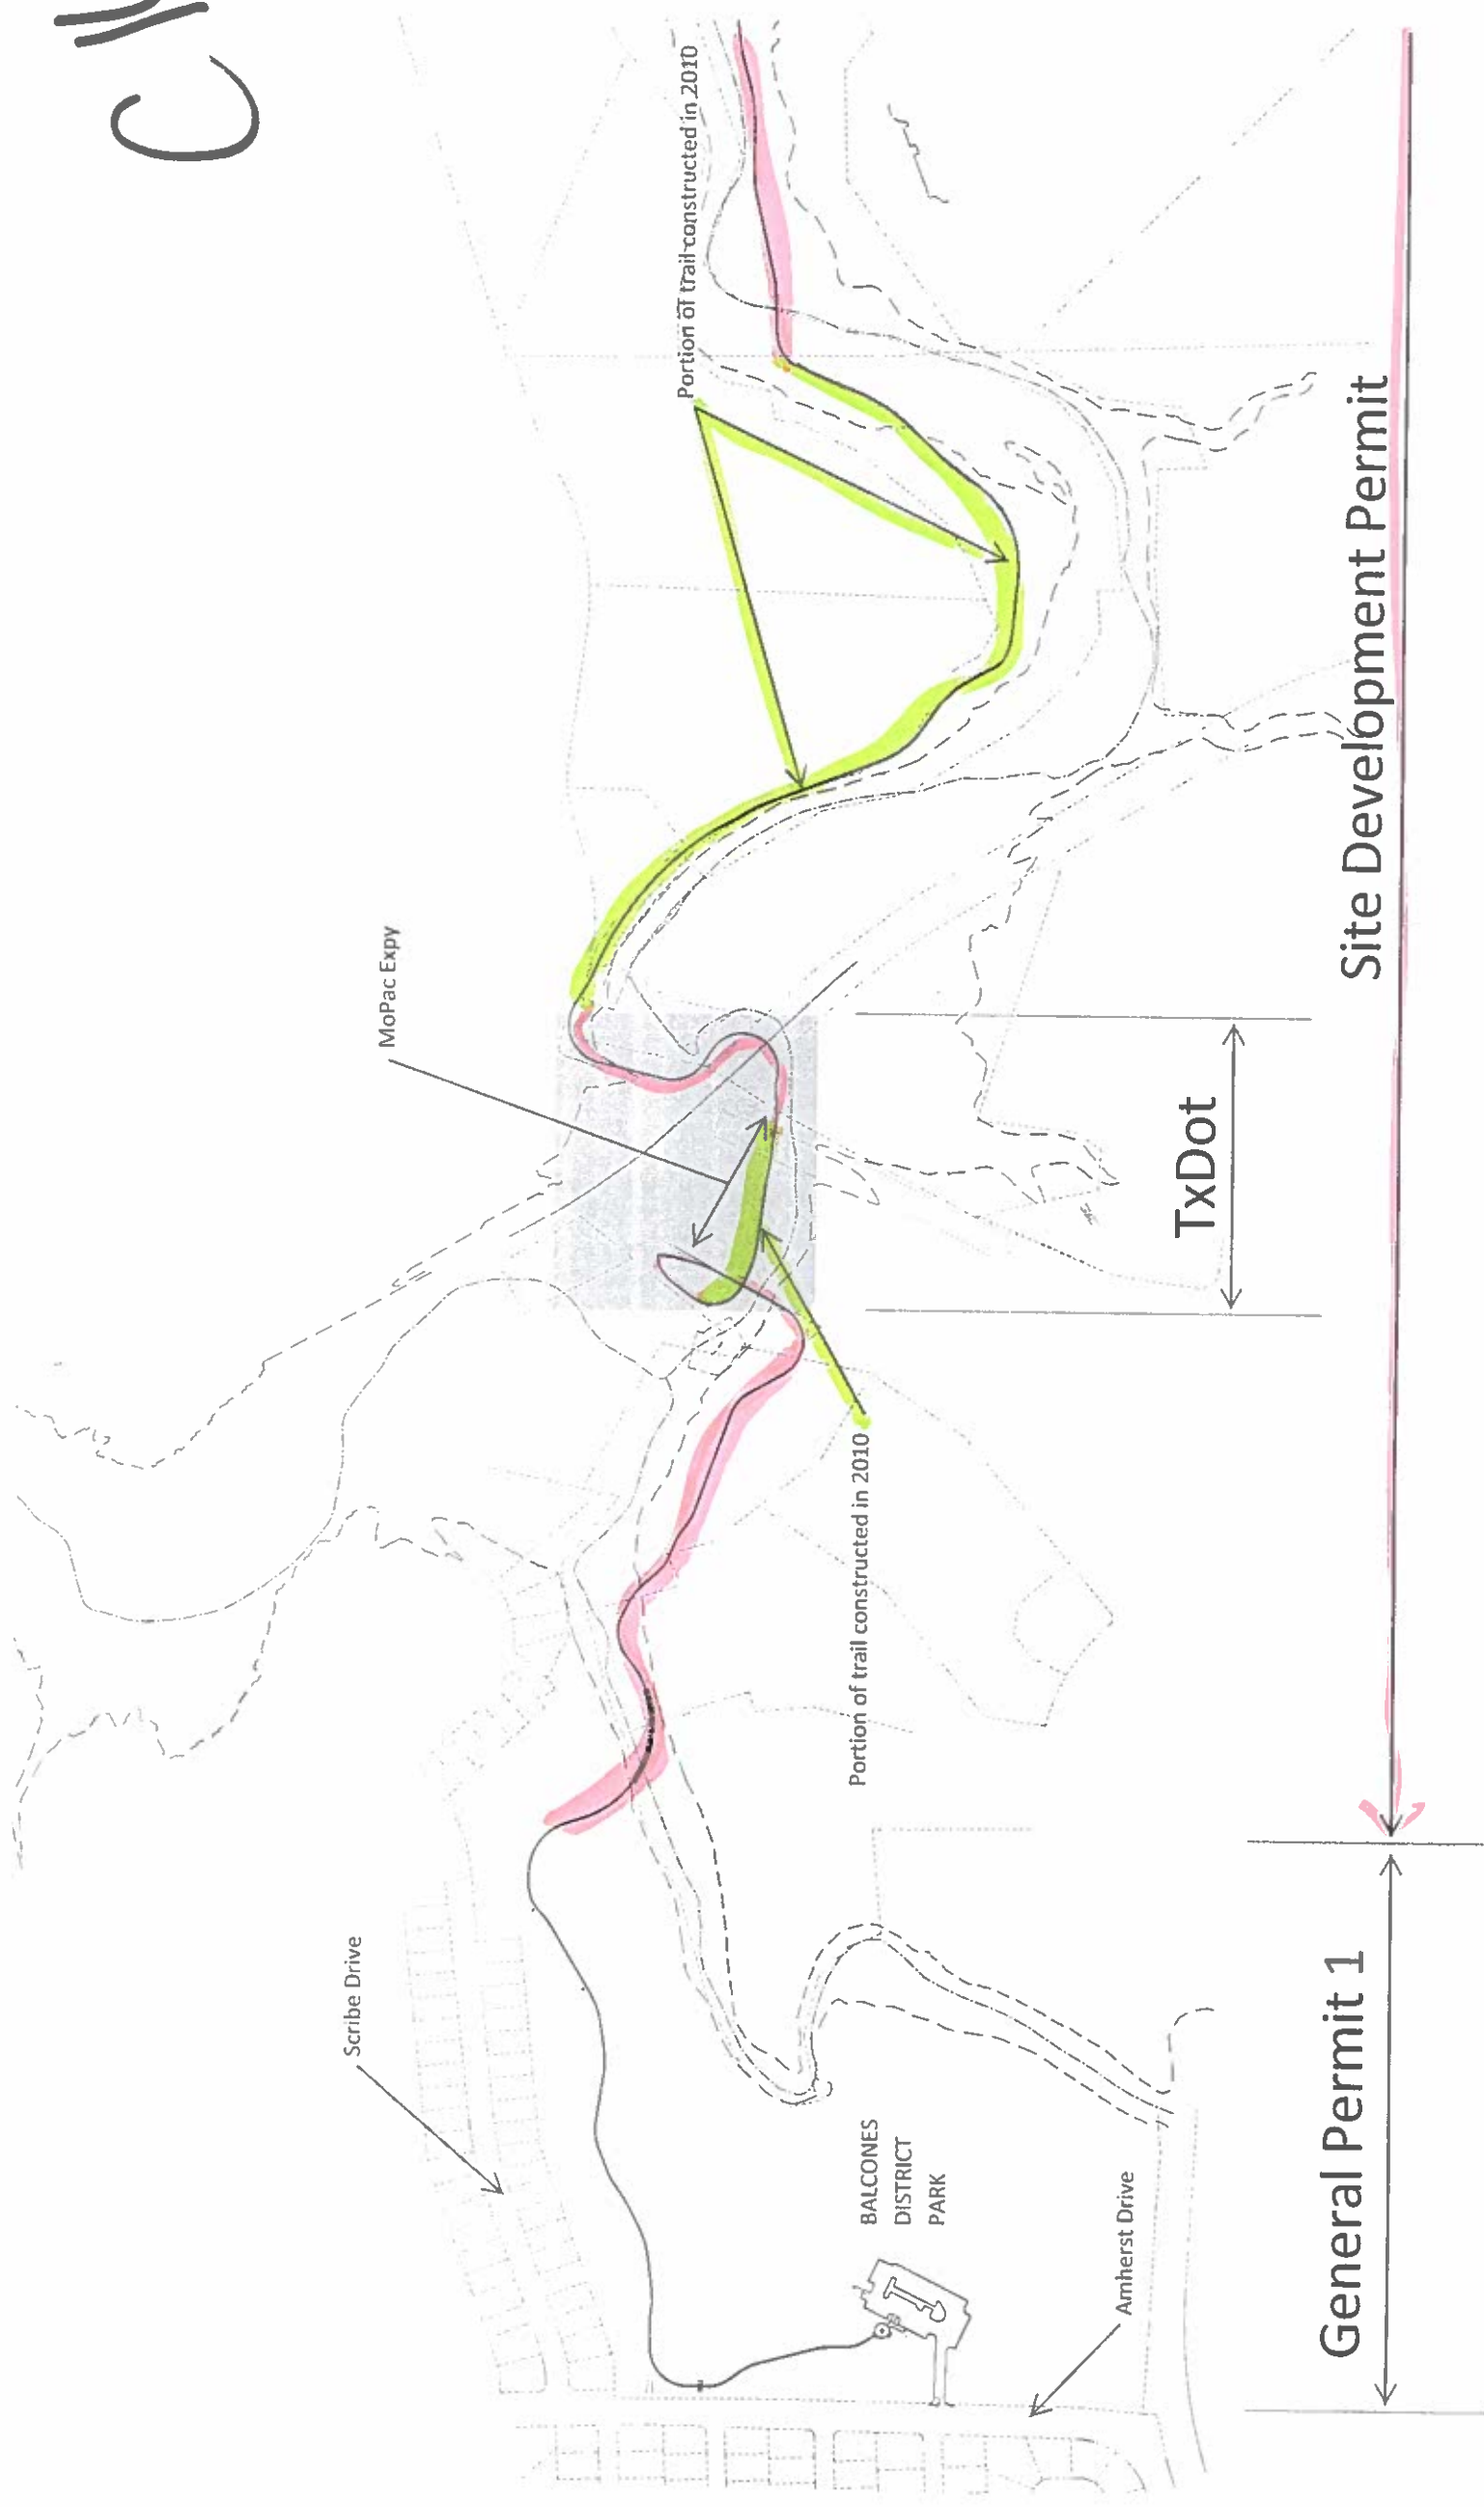 Portion of trail constructed in 2010
MoPac Expy
Site Development Permit
TxDot
Portion of trail constructed in 2010
Scribe Drive
BALCONES
DISTRICT
PARK
Amherst Drive
General Permit 1